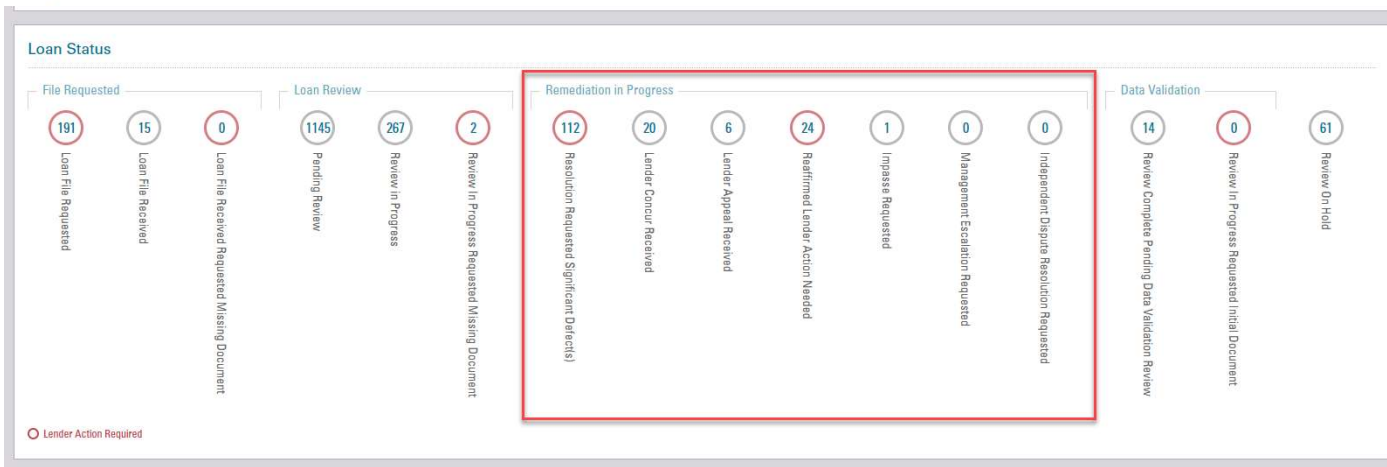 Loan Status
File Requested
191
Loan File Requested
15
Loan File Received
0
Loan File Received Requested Missing Document
Loan Review
1145
Pending Review
267
Review in Progress
2
Review In Progress Requested Missing Document
Remediation in Progress
112
Resolution Requested Significant Defect(s)
20
Lender Concur Received
6
Lender Appeal Received
24
Reaffirmed Lender Action Needed
1
Impasse Requested
0
Management Escalation Requested
0
Independent Dispute Resolution Requested
Data Validation
14
Review Complete Pending Data Validation Review
0
Review In Progress Requested Initial Document
61
Review On Hold
Lender Action Required